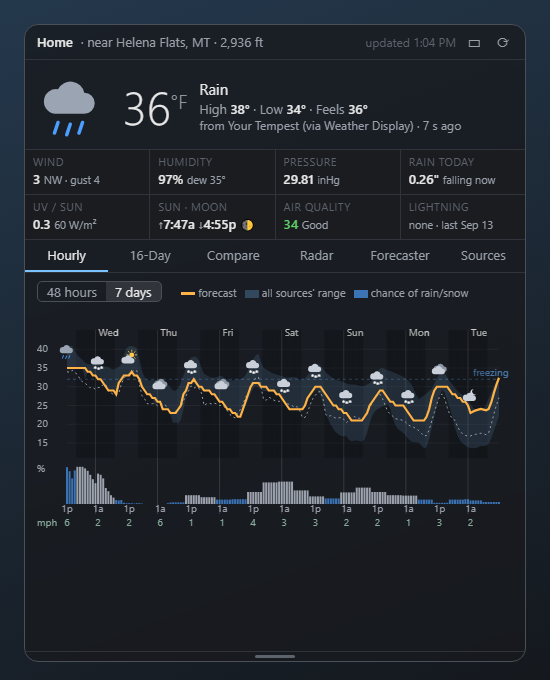 Home · near Helena Flats, MT · 2,936 ft updated 1:04 PM
36°F
Rain
High 38° · Low 34° · Feels 36°
from Your Tempest (via Weather Display) · 7 s ago
WIND HUMIDITY PRESSURE RAIN TODAY
3 NW · gust 4 97% dew 35° 29.81 inHg 0.26" falling now
UV / SUN SUN · MOON AIR QUALITY LIGHTNING
0.3 60 W/m² ↑7:47a ↓4:55p 34 Good none · last Sep 13
Hourly 16-Day Compare Radar Forecaster Sources
48 hours 7 days forecast all sources' range chance of rain/snow
Wed Thu Fri Sat Sun Mon Tue
40
35
freezing
30
25
20
15
%
1p 1a 1p 1a 1p 1a 1p 1a 1p 1a 1p 1a 1p 1a
mph 6 2 2 6 1 1 4 3 3 2 2 1 3 2